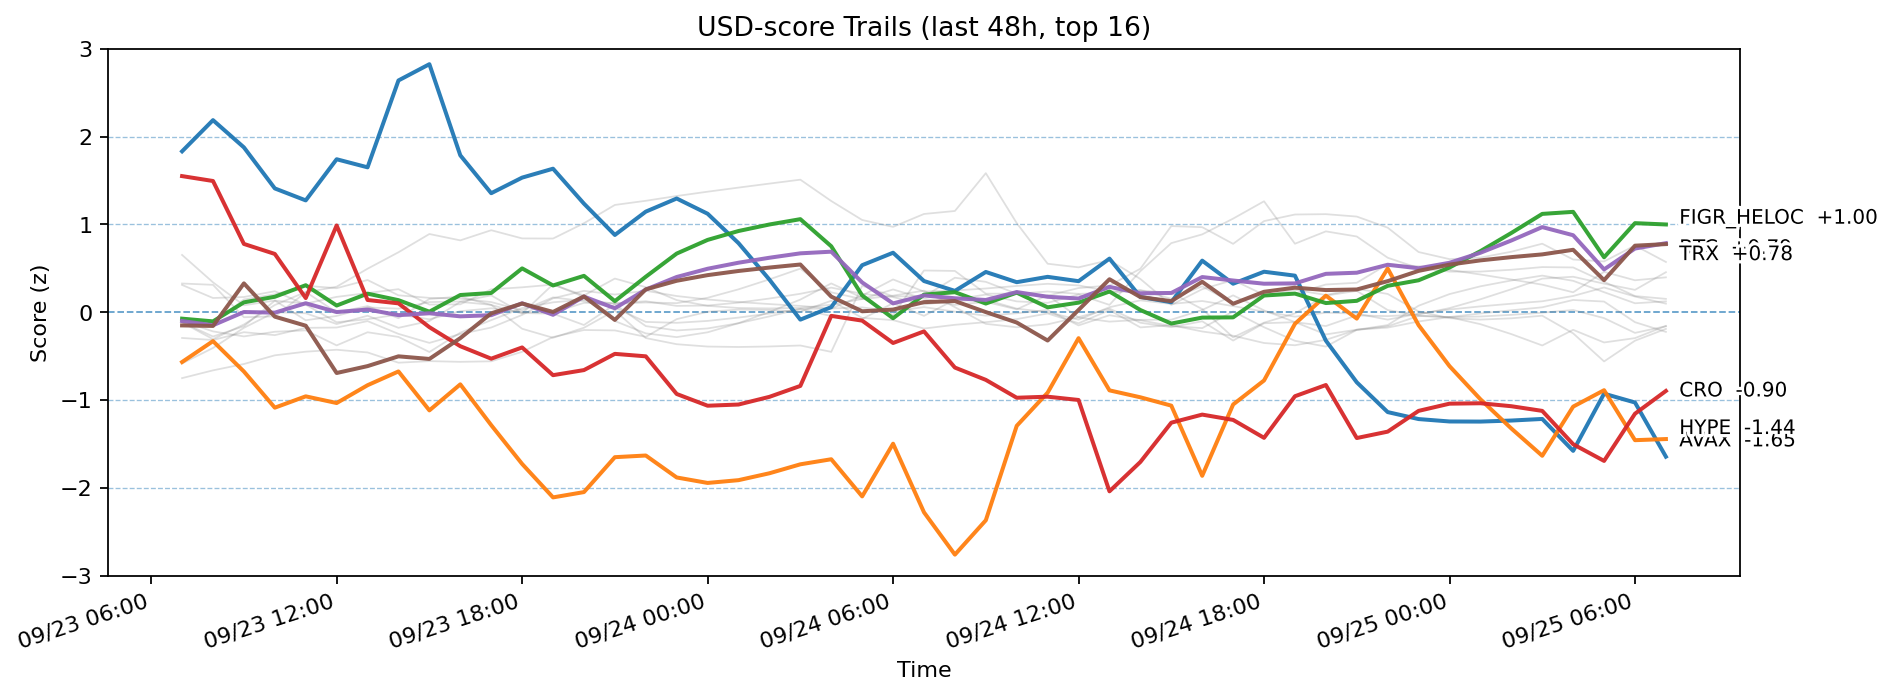 USD-score Trails (last 48h, top 16)
Score (z)
3
2
1
0
−1
−2
−3
FIGR_HELOC +1.00
TRX +0.78
CRO -0.90
HYPE -1.44
AVAX -1.65
09/23 06:00
09/23 12:00
09/23 18:00
09/24 00:00
09/24 06:00
09/24 12:00
09/24 18:00
09/25 00:00
09/25 06:00
Time